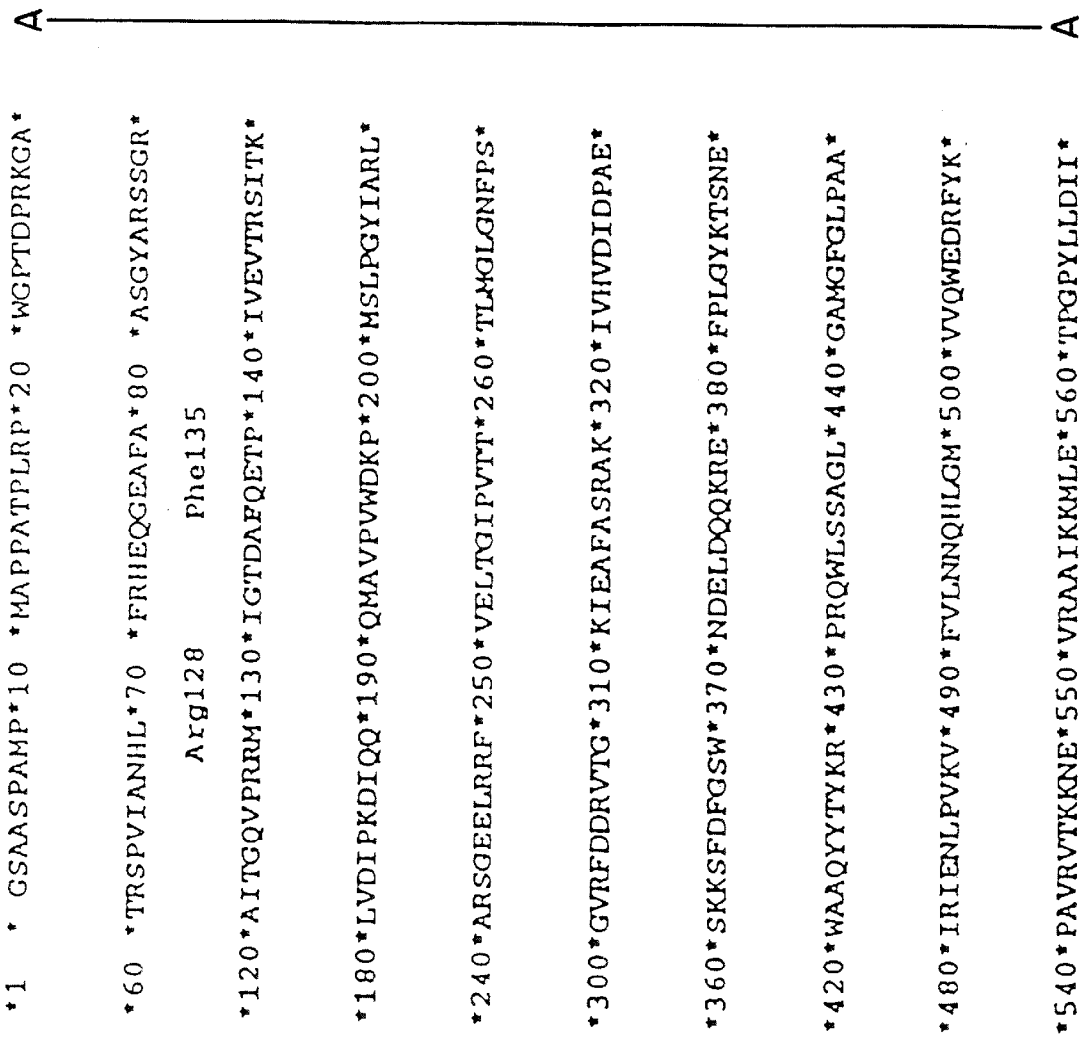 *1 * GSAASPAMP*10 *MAPPATPLRP*20 *WGPTDPRKGA*
*60 *TRSPVIANHL*70 *FRHEQGEAFA*80 *ASGYARSSGR*
Arg128 Phe135
*120*AITGQVPRRM*130*IGTDAFQETP*140*IVEVTRSITK*
*180*LVDIPKDIQQ*190*QMAVPVWDKP*200*MSLPGYIARL*
*240*ARSGEELRRF*250*VELTGIPVTT*260*TLMGLGNFPS*
*300*GVRFDDRVTG*310*KIEAFASRAK*320*IVHVDIDPAE*
*360*SKKSFDFGSW*370*NDELDQQKRE*380*FPLGYKTSNE*
*420*WAAQYYTYKR*430*PRQWLSSAGL*440*GAMGFGLPAA*
*480*IRIENLPVKV*490*FVLNNQHLGM*500*VVQWEDRFYK*
*540*PAVRVTKKNE*550*VRAAIKKMLE*560*TPGPYLLDII*
A A